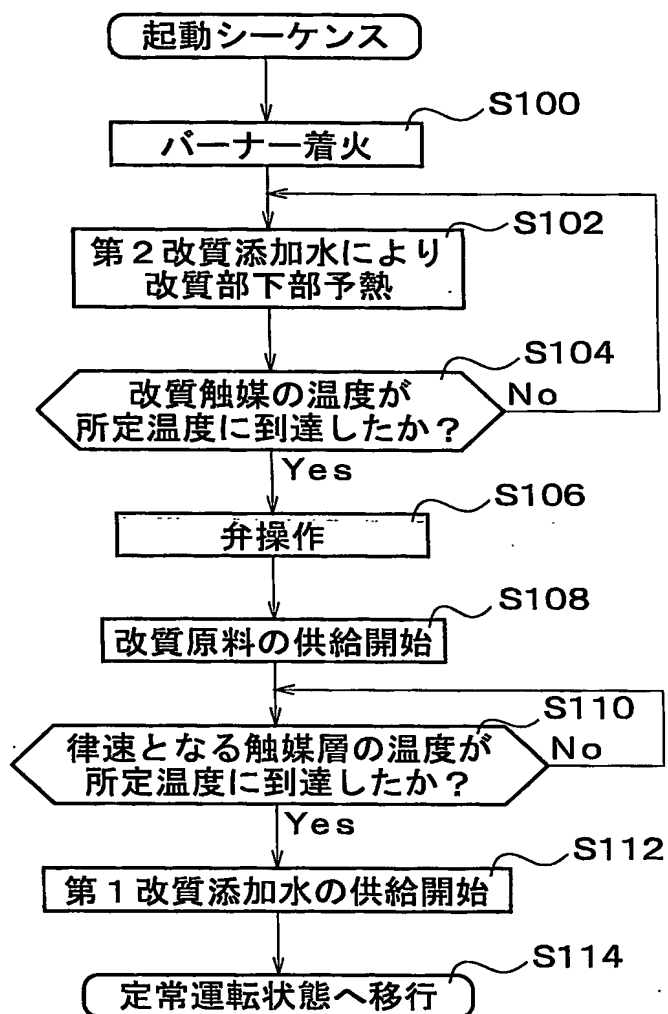 起動シーケンス
S100
バーナー着火
S102
第2改質添加水により
改質部下部予熱
S104
改質触媒の温度が
所定温度に到達したか?
No
Yes
S106
弁操作
S108
改質原料の供給開始
S110
律速となる触媒層の温度が
所定温度に到達したか?
No
Yes
S112
第1改質添加水の供給開始
S114
定常運転状態へ移行